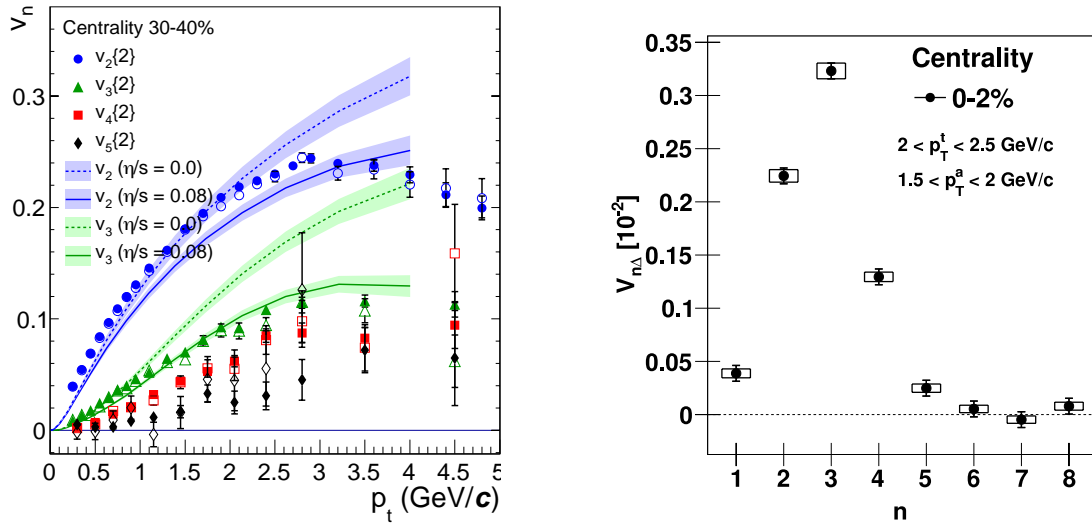 v_n
Centrality 30-40%
v_2{2}
v_3{2}
v_4{2}
v_5{2}
v_2 (η/s = 0.0)
v_2 (η/s = 0.08)
v_3 (η/s = 0.0)
v_3 (η/s = 0.08)
0.3
0.2
0.1
0
0 0.5 1 1.5 2 2.5 3 3.5 4 4.5 5
p_t (GeV/c)
V_{nΔ} [10^{-2}]
0.35
0.3
0.25
0.2
0.15
0.1
0.05
0
Centrality
0-2%
2 < p_T^t < 2.5 GeV/c
1.5 < p_T^a < 2 GeV/c
1 2 3 4 5 6 7 8
n